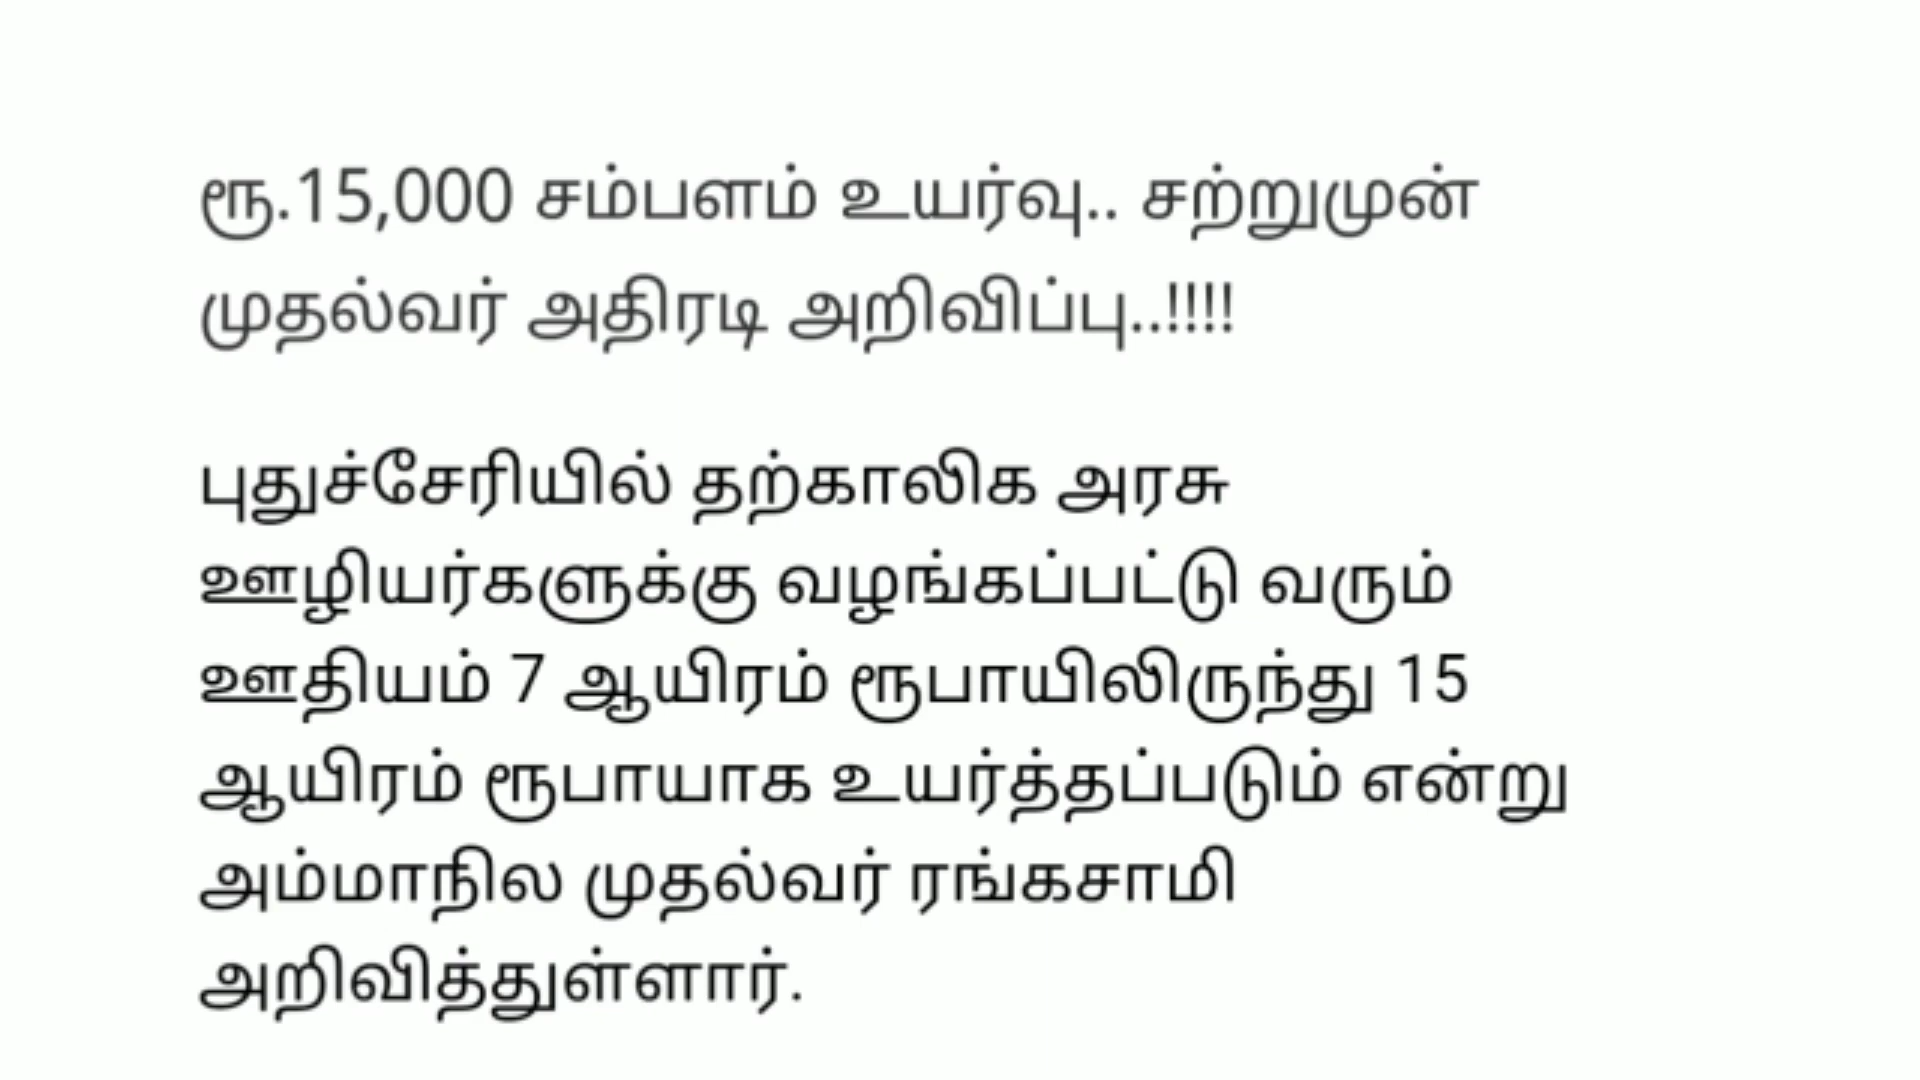 ரூ.15,000 சம்பளம் உயர்வு.. சற்றுமுன்
முதல்வர் அதிரடி அறிவிப்பு..!!!!
புதுச்சேரியில் தற்காலிக அரசு
ஊழியர்களுக்கு வழங்கப்பட்டு வரும்
ஊதியம் 7 ஆயிரம் ரூபாயிலிருந்து 15
ஆயிரம் ரூபாயாக உயர்த்தப்படும் என்று
அம்மாநில முதல்வர் ரங்கசாமி
அறிவித்துள்ளார்.